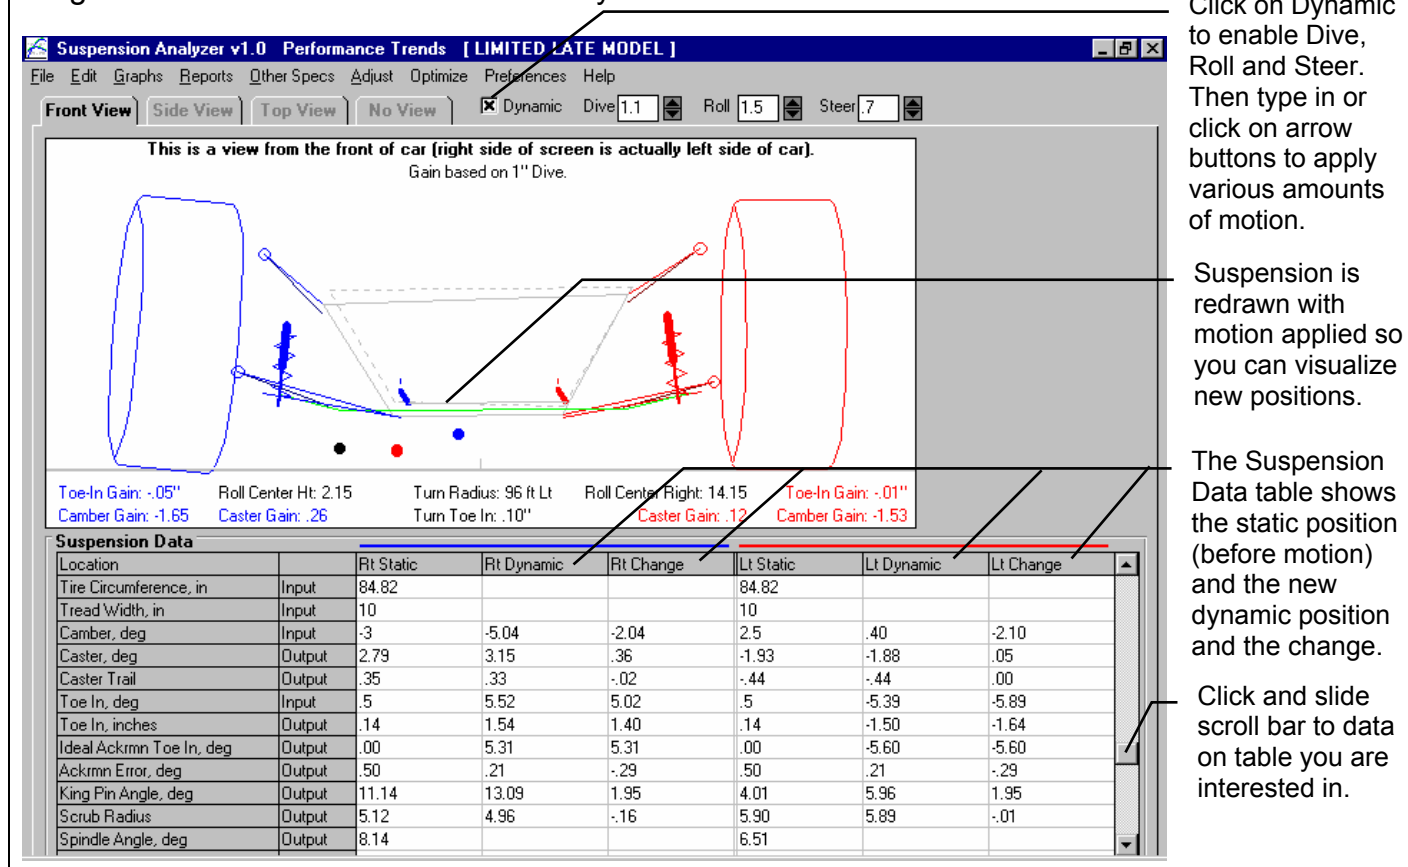 Click on Dynamic
to enable Dive,
Roll and Steer.
Then type in or
click on arrow
buttons to apply
various amounts
of motion.
Suspension Analyzer v1.0 Performance Trends [ LIMITED LATE MODEL ]
File Edit Graphs Reports Other Specs Adjust Optimize Preferences Help
Front View Side View Top View No View Dynamic Dive 1.1 Roll 1.5 Steer .7
This is a view from the front of car (right side of screen is actually left side of car).
Gain based on 1" Dive.
Suspension is
redrawn with
motion applied so
you can visualize
new positions.
Toe-In Gain: -.05" Roll Center Ht: 2.15 Turn Radius: 96 ft Lt Roll Center Right: 14.15 Toe-In Gain: -.01"
Camber Gain: -1.65 Caster Gain: .26 Turn Toe In: .10" Caster Gain: .12 Camber Gain: -1.53
The Suspension
Data table shows
the static position
(before motion)
and the new
dynamic position
and the change.
Suspension Data
Location Rt Static Rt Dynamic Rt Change Lt Static Lt Dynamic Lt Change
Tire Circumference, in Input 84.82 84.82
Tread Width, in Input 10 10
Camber, deg Input -3 -5.04 -2.04 2.5 .40 -2.10
Caster, deg Output 2.79 3.15 .36 -1.93 -1.88 .05
Caster Trail Output .35 .33 -.02 -.44 -.44 .00
Toe In, deg Input .5 5.52 5.02 .5 -5.39 -5.89
Toe In, inches Output .14 1.54 1.40 .14 -1.50 -1.64
Ideal Ackrmn Toe In, deg Output .00 5.31 5.31 .00 -5.60 -5.60
Ackrmn Error, deg Output .50 .21 -.29 .50 .21 -.29
King Pin Angle, deg Output 11.14 13.09 1.95 4.01 5.96 1.95
Scrub Radius Output 5.12 4.96 -.16 5.90 5.89 -.01
Spindle Angle, deg Output 8.14 6.51
Click and slide
scroll bar to data
on table you are
interested in.